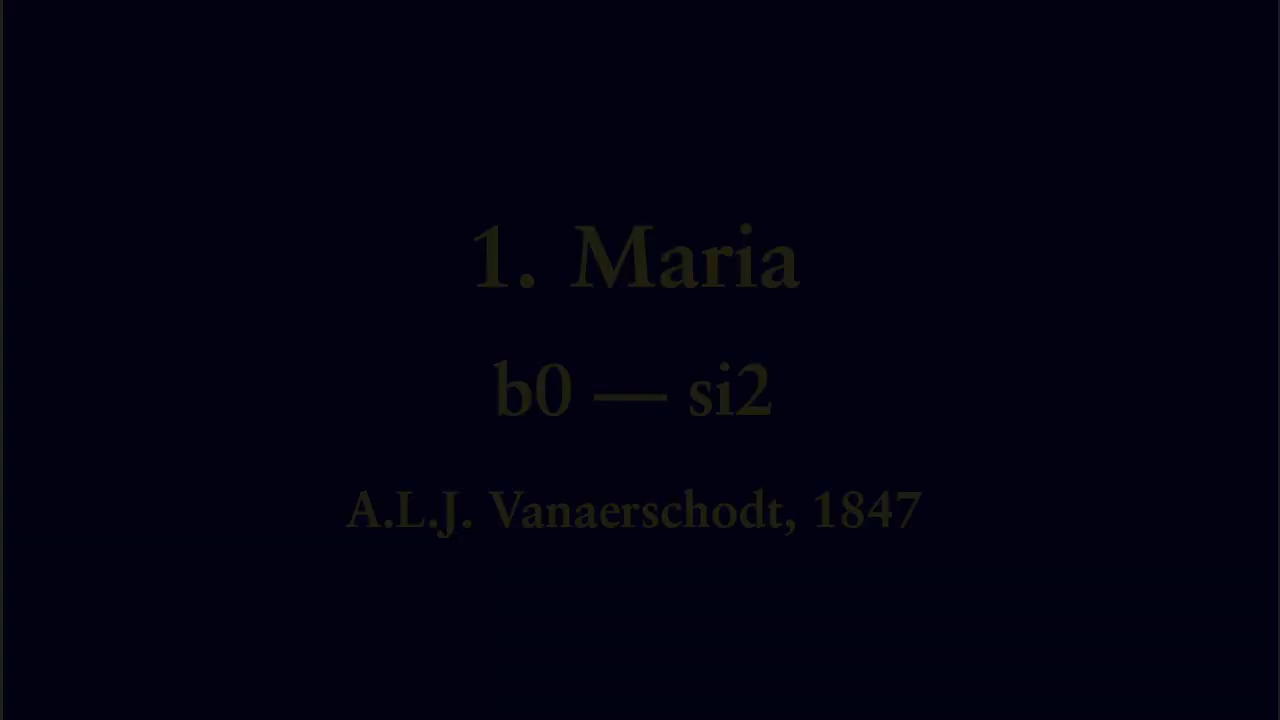 1. Maria
b0 — si2
A.L.J. Vanaerschodt, 1847